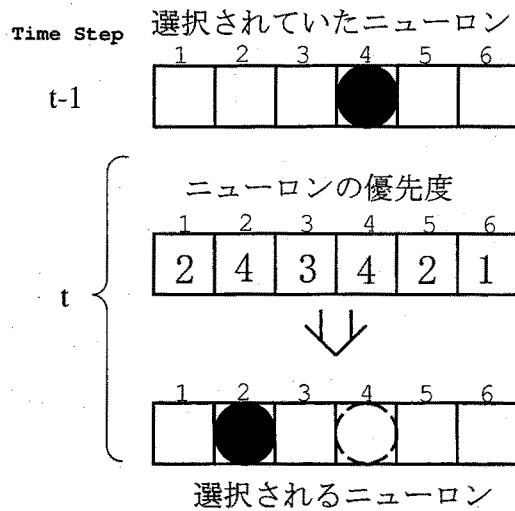 選択されていたニューロン
Time Step
1 2 3 4 5 6
t-1
ニューロンの優先度
1 2 3 4 5 6
2 4 3 4 2 1
t
1 2 3 4 5 6
選択されるニューロン